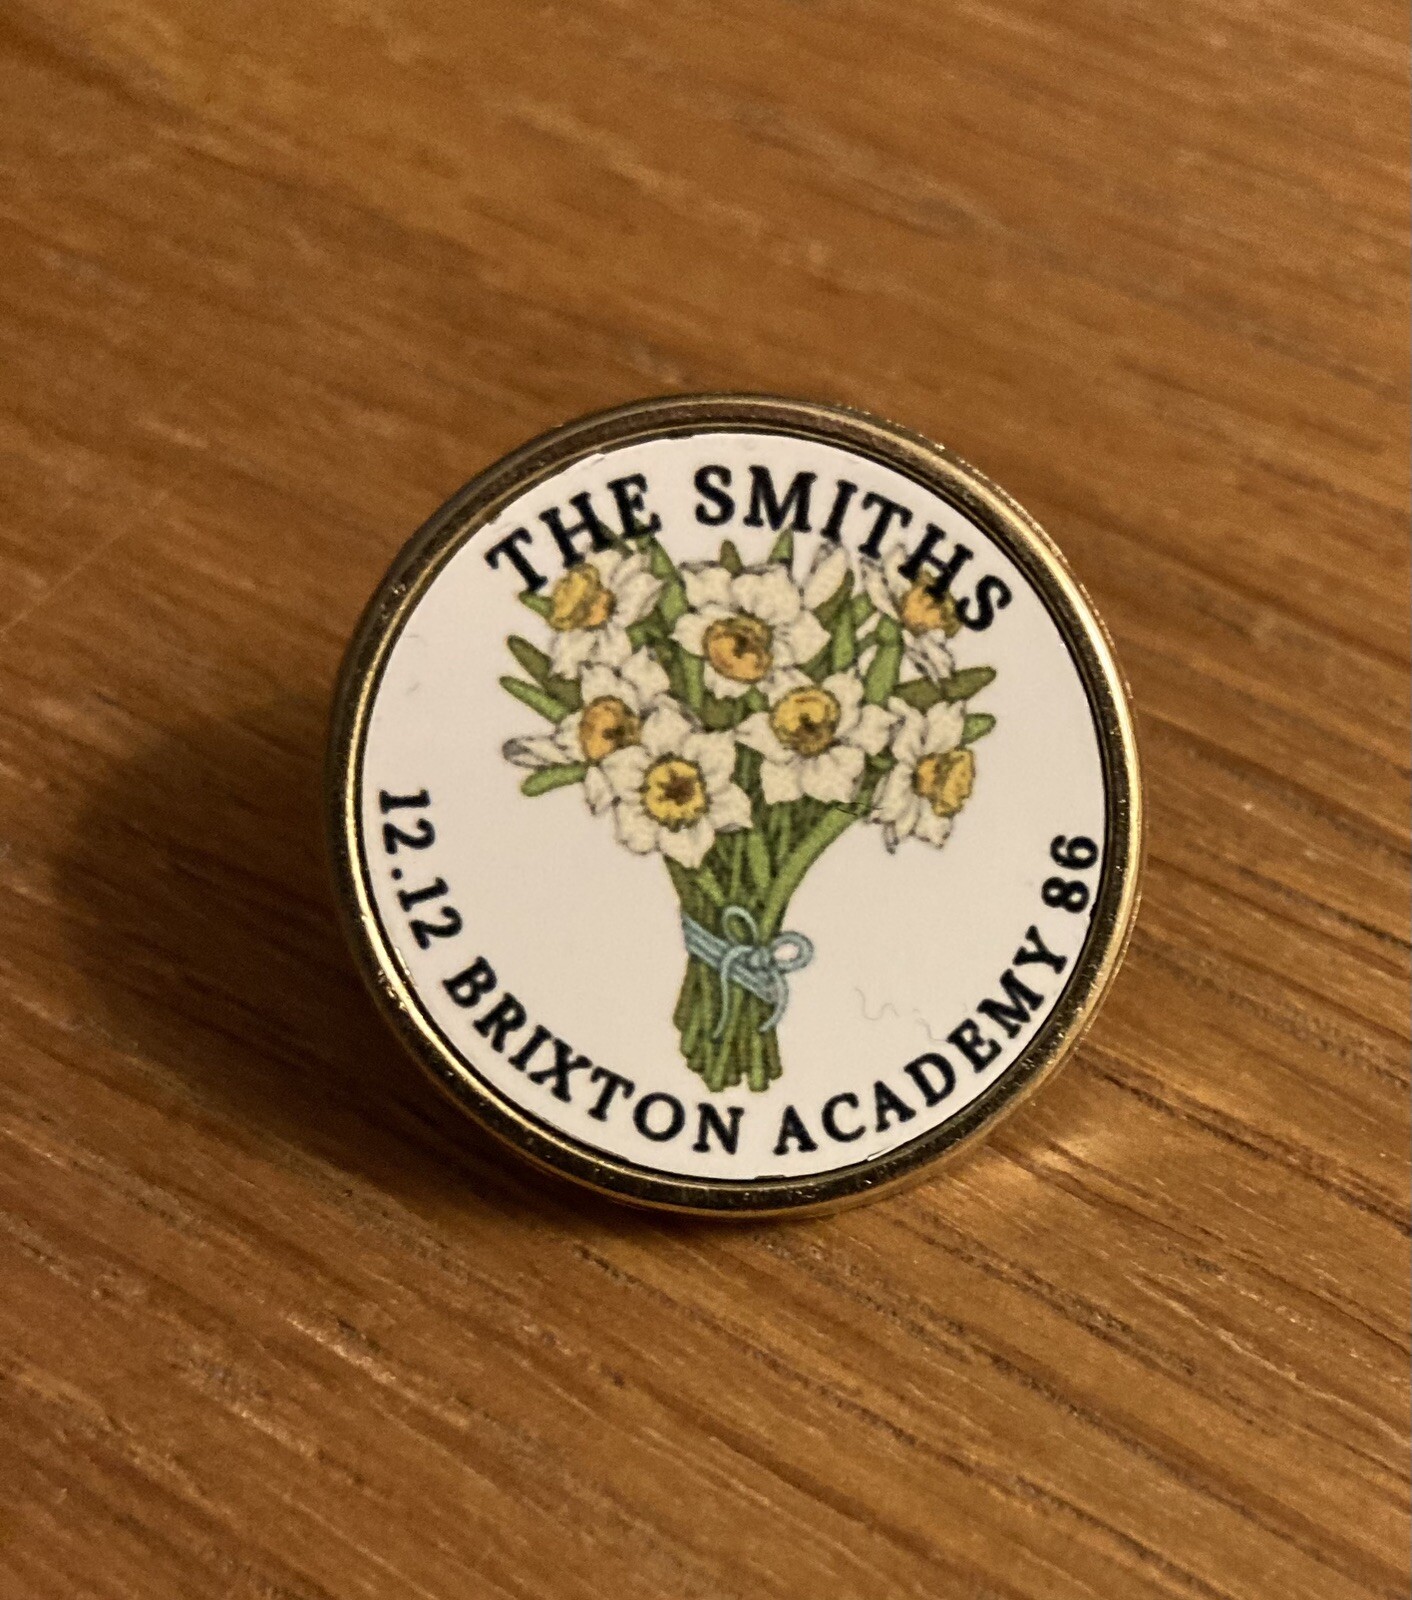 THE SMITHS
12.12 BRIXTON ACADEMY 86